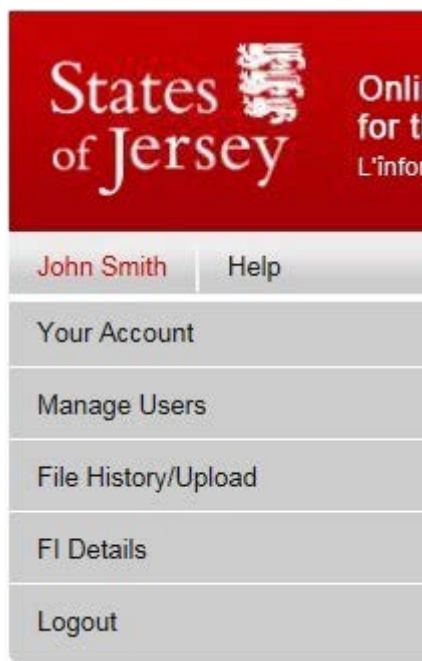 States
of Jersey
Onli
for t
L'înfor
John Smith
Help
Your Account
Manage Users
File History/Upload
FI Details
Logout